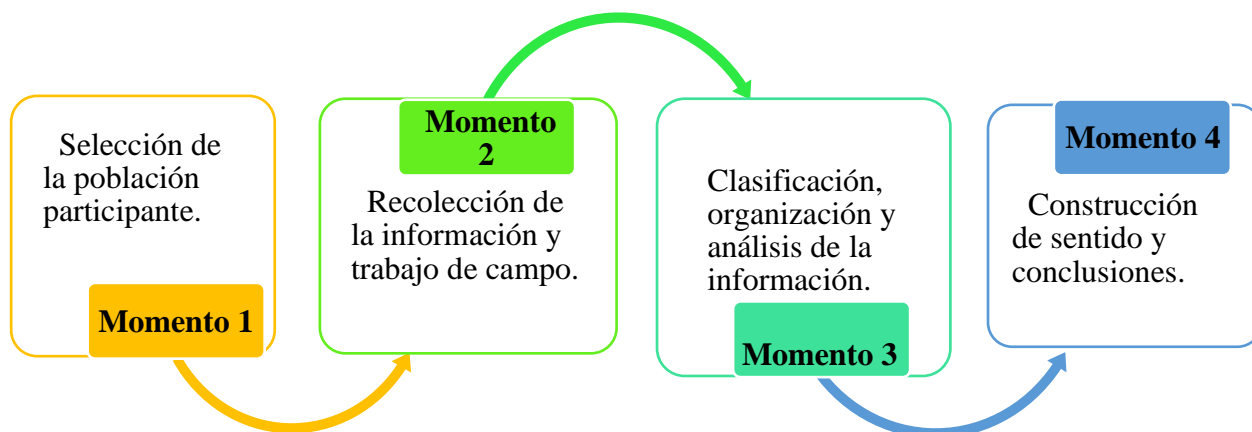 Selección de
la población
participante.
Momento 1
Momento
2
Recolección de
la información y
trabajo de campo.
Clasificación,
organización y
análisis de la
información.
Momento 3
Momento 4
Construcción
de sentido y
conclusiones.